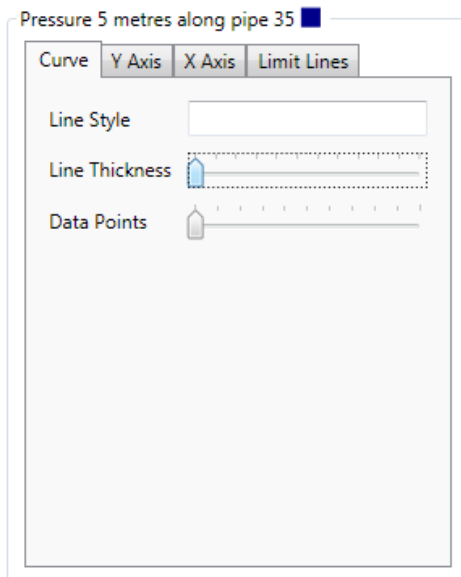 Pressure 5 metres along pipe 35
Curve Y Axis X Axis Limit Lines
Line Style
Line Thickness
Data Points